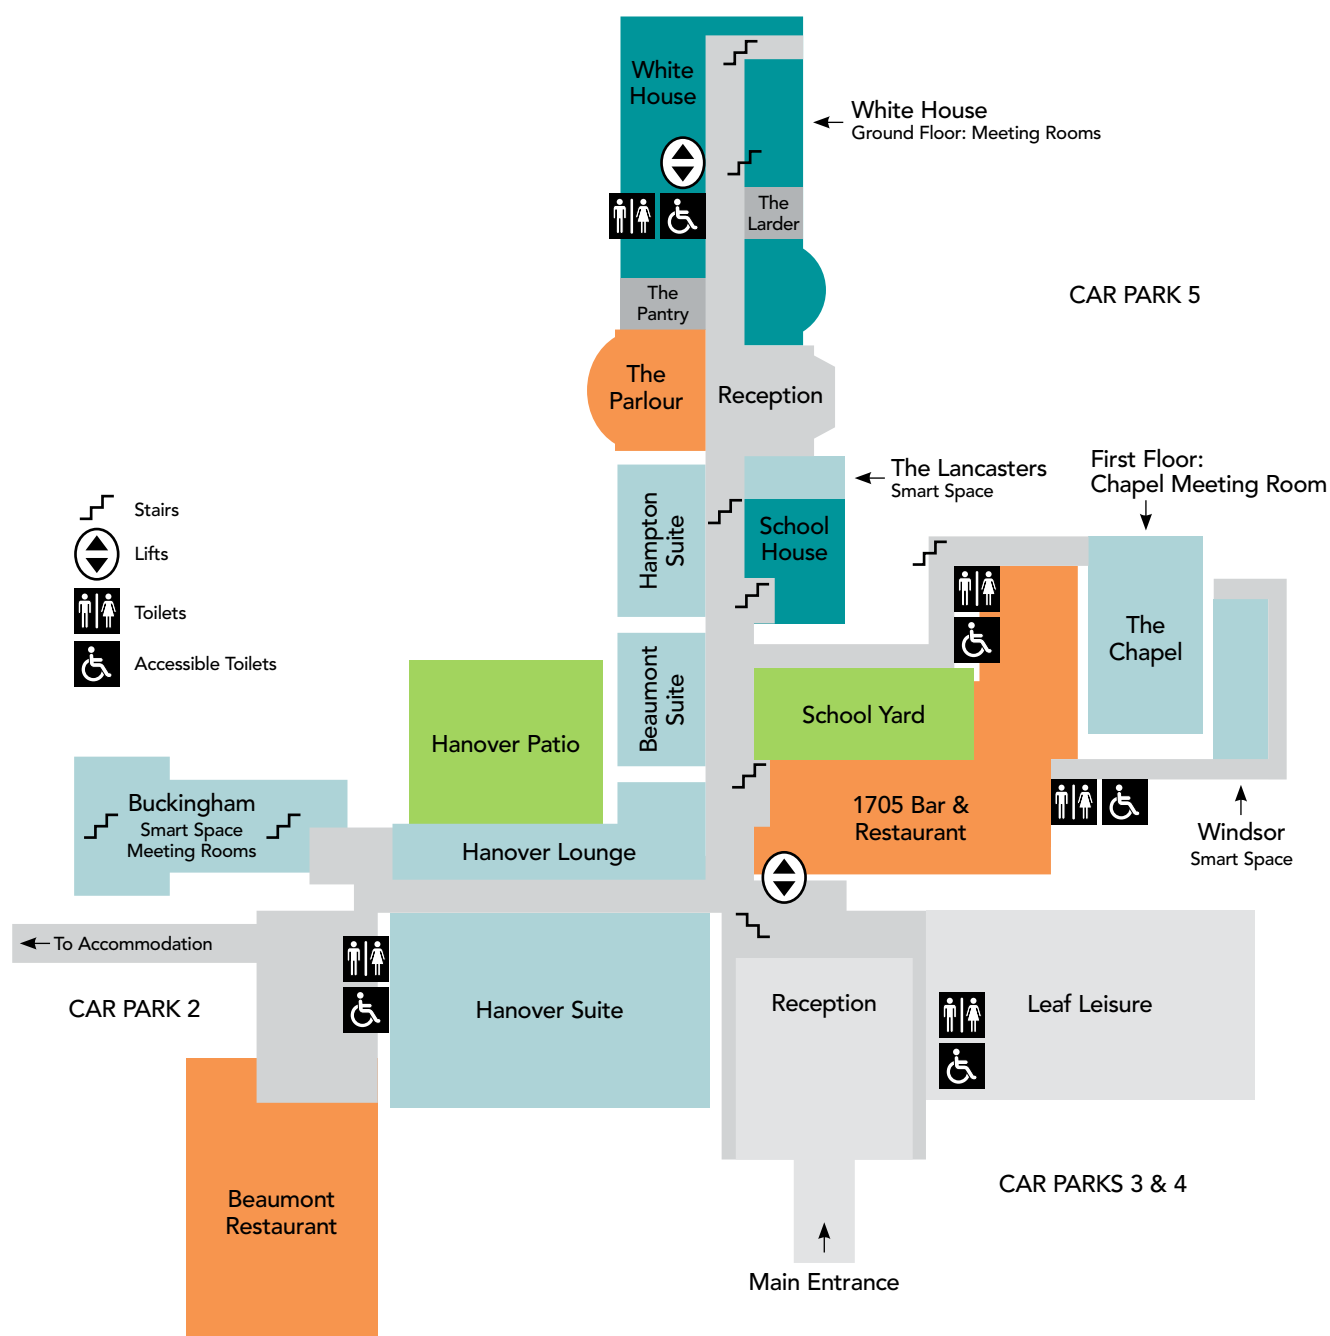 White
House
White House
Ground Floor: Meeting Rooms
The
Larder
CAR PARK 5
The
Pantry
The
Parlour
Reception
The Lancasters
Smart Space
First Floor:
Chapel Meeting Room
Stairs
Lifts
Toilets
Accessible Toilets
Hampton
Suite
School
House
The
Chapel
Beaumont
Suite
School Yard
Hanover Patio
Buckingham
Smart Space
Meeting Rooms
1705 Bar &
Restaurant
Hanover Lounge
Windsor
Smart Space
To Accommodation
CAR PARK 2
Hanover Suite
Reception
Leaf Leisure
Beaumont
Restaurant
CAR PARKS 3 & 4
Main Entrance